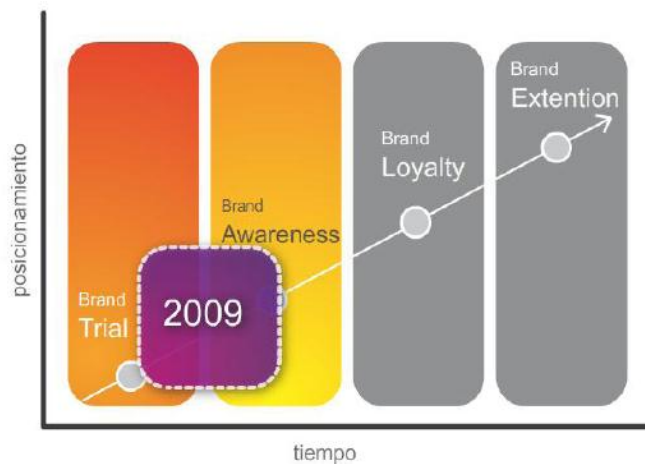 Brand
Extention
Brand
Loyalty
Brand
Awareness
Brand
Trial
2009
posicionamiento
tiempo